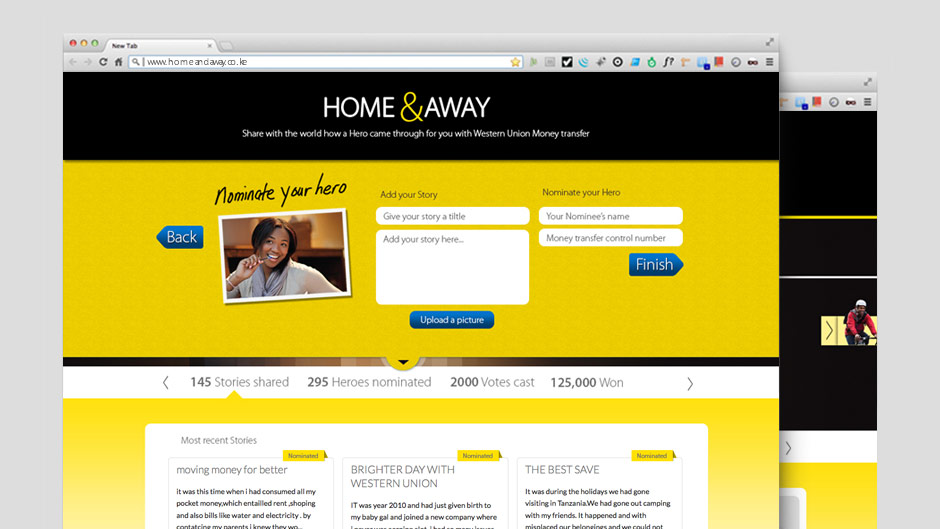 New Tab
www.homeandaway.co.ke
HOME & AWAY
Share with the world how a Hero came through for you with Western Union Money transfer
Nominate your hero
Add your Story
Nominate your Hero
Give your story a tiltle
Your Nominee's name
Add your story here...
Money transfer control number
Back
Finish
Upload a picture
145 Stories shared
295 Heroes nominated
2000 Votes cast
125,000 Won
Most recent Stories
Nominated
moving money for better
it was this time when i had consumed all my
pocket money,which entailled rent ,shoping
and also bills like water and electricity . by
contatcing my parents i knew they wo...
Nominated
BRIGHTER DAY WITH
WESTERN UNION
IT was year 2010 and had just given birth to
my baby gal and joined a new company where
Nominated
THE BEST SAVE
It was during the holidays we had gone
visiting in Tanzania.We had gone out camping
with my friends. It happened and with
misplaced our belongings and we could not